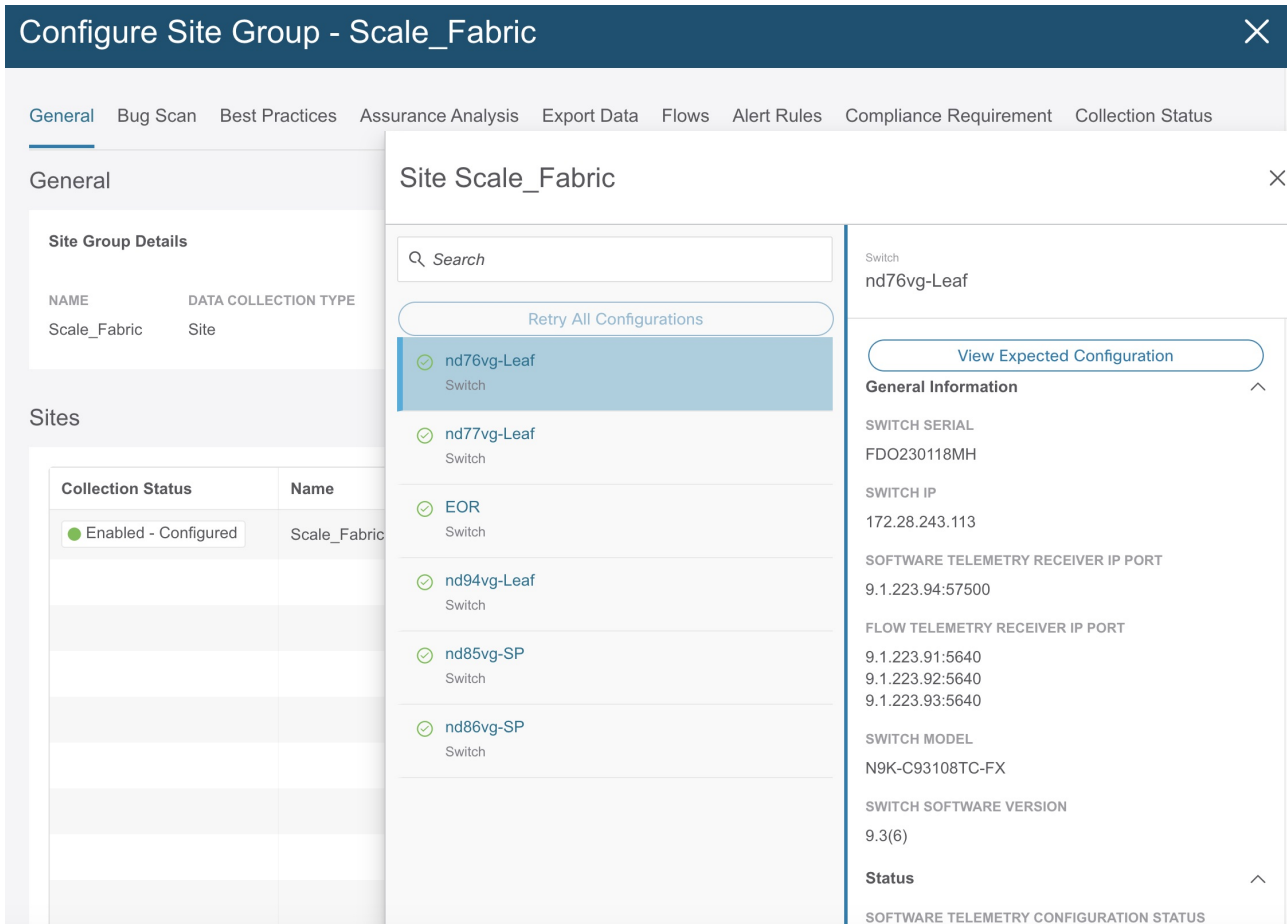 Configure Site Group - Scale_Fabric
General Bug Scan Best Practices Assurance Analysis Export Data Flows Alert Rules Compliance Requirement Collection Status
General
Site Group Details
NAME DATA COLLECTION TYPE
Scale_Fabric Site
Sites
Collection Status Name
Enabled - Configured Scale_Fabric
Site Scale_Fabric
Search
Retry All Configurations
nd76vg-Leaf
Switch
nd77vg-Leaf
Switch
EOR
Switch
nd94vg-Leaf
Switch
nd85vg-SP
Switch
nd86vg-SP
Switch
Switch
nd76vg-Leaf
View Expected Configuration
General Information
SWITCH SERIAL
FDO230118MH
SWITCH IP
172.28.243.113
SOFTWARE TELEMETRY RECEIVER IP PORT
9.1.223.94:57500
FLOW TELEMETRY RECEIVER IP PORT
9.1.223.91:5640
9.1.223.92:5640
9.1.223.93:5640
SWITCH MODEL
N9K-C93108TC-FX
SWITCH SOFTWARE VERSION
9.3(6)
Status
SOFTWARE TELEMETRY CONFIGURATION STATUS